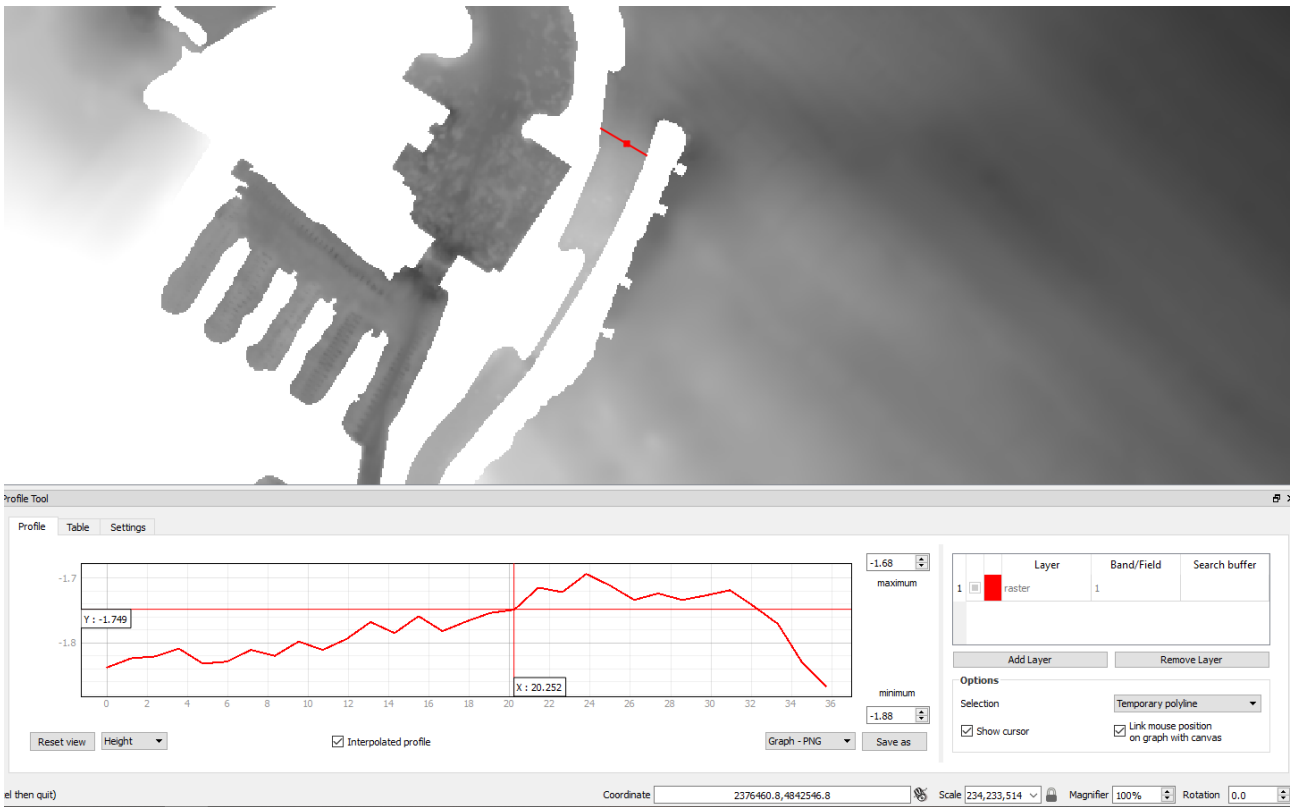 Profile Tool
Profile Table Settings
-1.7
-1.8
Y : -1.749
X : 20.252
0 2 4 6 8 10 12 14 16 18 20 22 24 26 28 30 32 34 36
-1.68
maximum
minimum
-1.88
Reset view Height Interpolated profile Graph - PNG Save as
Layer Band/Field Search buffer
1 raster 1
Add Layer Remove Layer
Options
Selection Temporary polyline
Show cursor Link mouse position
on graph with canvas
el then quit) Coordinate 2376460.8,4842546.8 Scale 234,233,514 Magnifier 100% Rotation 0.0